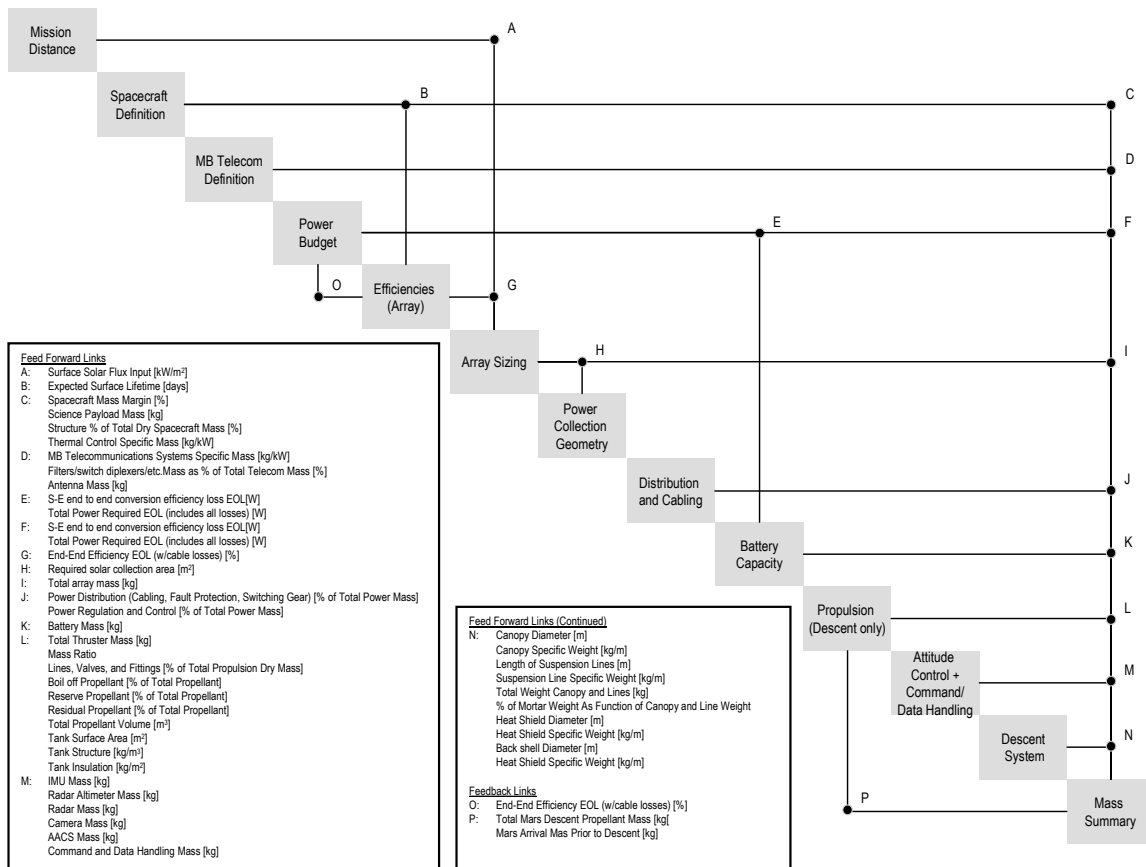 Mission
Distance
A
Spacecraft
Definition
B
C
MB Telecom
Definition
D
Power
Budget
E
F
O
Efficiencies
(Array)
G
Array Sizing
H
I
Power
Collection
Geometry
Distribution
and Cabling
J
Battery
Capacity
K
Propulsion
(Descent only)
L
Attitude
Control +
Command/
Data Handling
M
Descent
System
N
P
Mass
Summary
Feed Forward Links
A: Surface Solar Flux Input [kW/m²]
B: Expected Surface Lifetime [days]
C: Spacecraft Mass Margin [%]
Science Payload Mass [kg]
Structure % of Total Dry Spacecraft Mass [%]
Thermal Control Specific Mass [kg/kW]
D: MB Telecommunications Systems Specific Mass [kg/kW]
Filters/switch diplexers/etc.Mass as % of Total Telecom Mass [%]
Antenna Mass [kg]
E: S-E end to end conversion efficiency loss EOL[W]
Total Power Required EOL (includes all losses) [W]
F: S-E end to end conversion efficiency loss EOL[W]
Total Power Required EOL (includes all losses) [W]
G: End-End Efficiency EOL (w/cable losses) [%]
H: Required solar collection area [m²]
I: Total array mass [kg]
J: Power Distribution (Cabling, Fault Protection, Switching Gear) [% of Total Power Mass]
Power Regulation and Control [% of Total Power Mass]
K: Battery Mass [kg]
L: Total Thruster Mass [kg]
Mass Ratio
Lines, Valves, and Fittings [% of Total Propulsion Dry Mass]
Boil off Propellant [% of Total Propellant]
Reserve Propellant [% of Total Propellant]
Residual Propellant [% of Total Propellant]
Total Propellant Volume [m³]
Tank Surface Area [m²]
Tank Structure [kg/m³]
Tank Insulation [kg/m²]
M: IMU Mass [kg]
Radar Altimeter Mass [kg]
Radar Mass [kg]
Camera Mass [kg]
AACS Mass [kg]
Command and Data Handling Mass [kg]
Feed Forward Links (Continued)
N: Canopy Diameter [m]
Canopy Specific Weight [kg/m]
Length of Suspension Lines [m]
Suspension Line Specific Weight [kg/m]
Total Weight Canopy and Lines [kg]
% of Mortar Weight As Function of Canopy and Line Weight
Heat Shield Diameter [m]
Heat Shield Specific Weight [kg/m]
Back shell Diameter [m]
Heat Shield Specific Weight [kg/m]
Feedback Links
O: End-End Efficiency EOL (w/cable losses) [%]
P: Total Mars Descent Propellant Mass [kg[
Mars Arrival Mas Prior to Descent [kg]